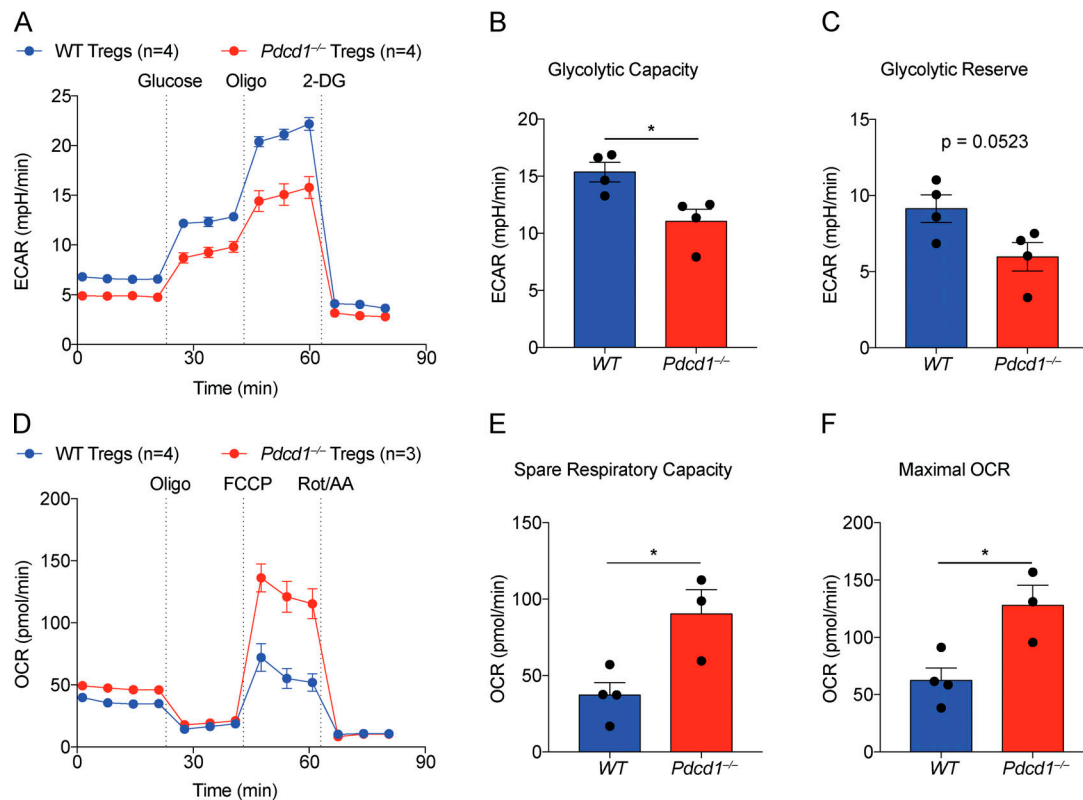 A
WT Tregs (n=4)
Pdcd1–/– Tregs (n=4)
Glucose
Oligo
2-DG
25
20
15
10
5
0
ECAR (mpH/min)
0
30
60
90
Time (min)
B
Glycolytic Capacity
20
15
10
5
0
ECAR (mpH/min)
*
WT
Pdcd1–/–
C
Glycolytic Reserve
15
10
5
0
ECAR (mpH/min)
p = 0.0523
WT
Pdcd1–/–
D
WT Tregs (n=4)
Pdcd1–/– Tregs (n=3)
Oligo
FCCP
Rot/AA
200
150
100
50
0
OCR (pmol/min)
0
30
60
90
Time (min)
E
Spare Respiratory Capacity
150
100
50
0
OCR (pmol/min)
*
WT
Pdcd1–/–
F
Maximal OCR
200
150
100
50
0
OCR (pmol/min)
*
WT
Pdcd1–/–